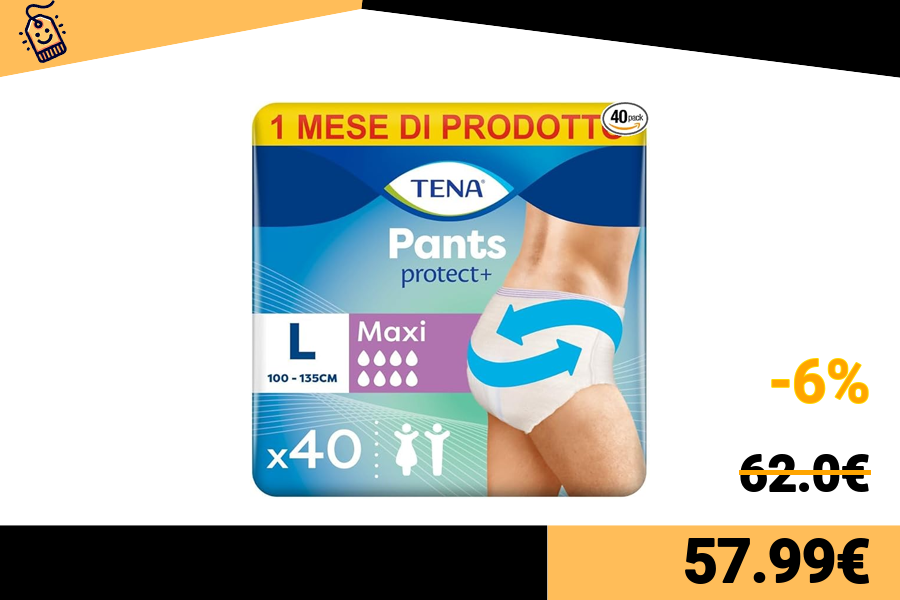 1 MESE DI PRODOTTO
40 pack
TENA®
Pants
protect+
L
Maxi
100 - 135CM
x40
-6%
62.0€
57.99€